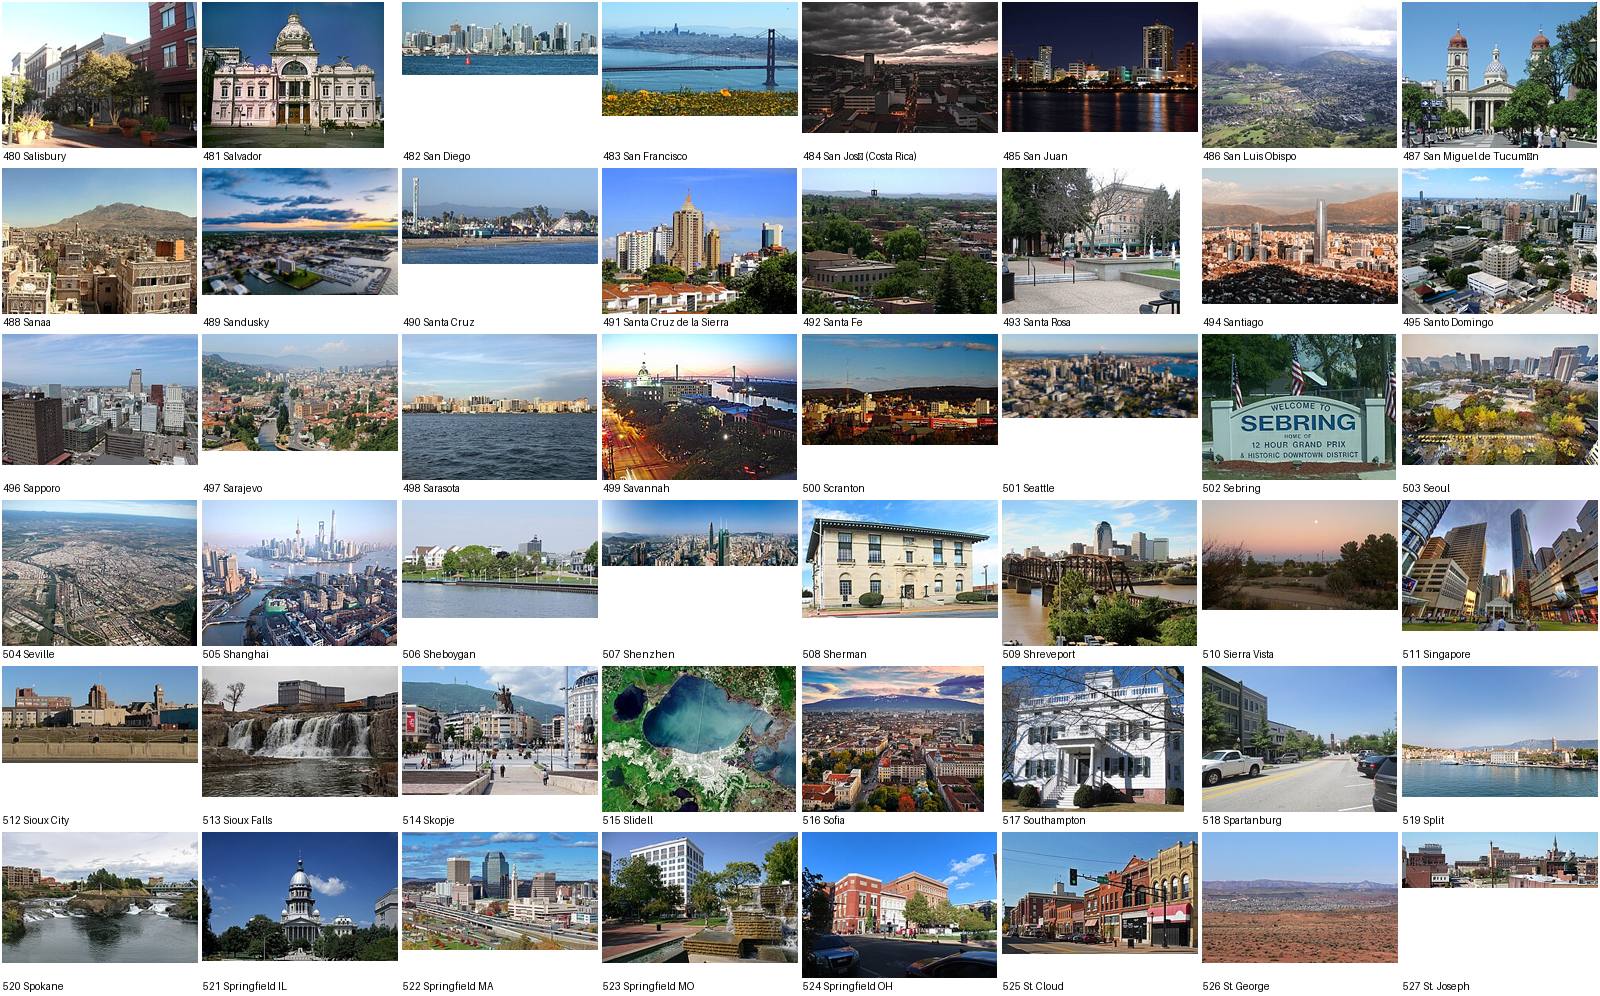 480 Salisbury
481 Salvador
482 San Diego
483 San Francisco
484 San Jos (Costa Rica)
485 San Juan
486 San Luis Obispo
487 San Miguel de Tucum n
488 Sanaa
489 Sandusky
490 Santa Cruz
491 Santa Cruz de la Sierra
492 Santa Fe
493 Santa Rosa
494 Santiago
495 Santo Domingo
WELCOME TO
SEBRING
HOME OF
12 HOUR GRAND PRIX
& HISTORIC DOWNTOWN DISTRICT
496 Sapporo
497 Sarajevo
498 Sarasota
499 Savannah
500 Scranton
501 Seattle
502 Sebring
503 Seoul
504 Seville
505 Shanghai
506 Sheboygan
507 Shenzhen
508 Sherman
509 Shreveport
510 Sierra Vista
511 Singapore
512 Sioux City
513 Sioux Falls
514 Skopje
515 Slidell
516 Sofia
517 Southampton
518 Spartanburg
519 Split
520 Spokane
521 Springfield IL
522 Springfield MA
523 Springfield MO
524 Springfield OH
525 St. Cloud
526 St. George
527 St. Joseph